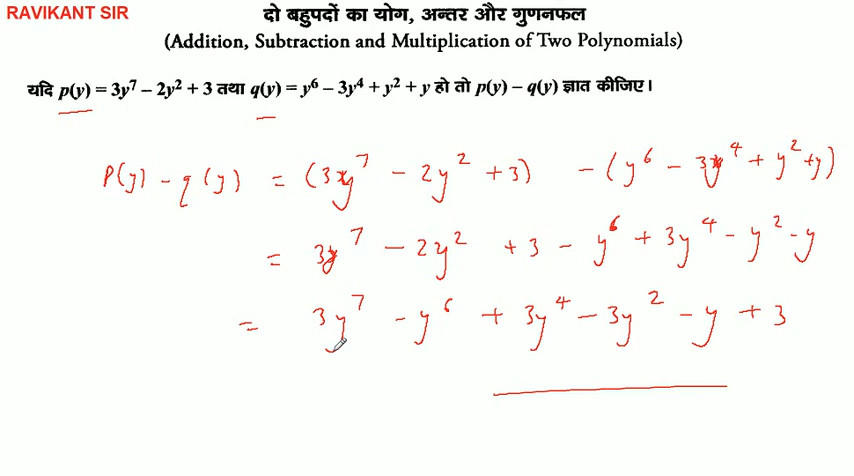 RAVIKANT SIR
दो बहुपदों का योग, अन्तर और गुणनफल
(Addition, Subtraction and Multiplication of Two Polynomials)
यदि p(y) = 3y⁷ – 2y² + 3 तथा q(y) = y⁶ – 3y⁴ + y² + y हो तो p(y) – q(y) ज्ञात कीजिए।
P(y) - q(y) = (3y⁷ - 2y² + 3) - (y⁶ - 3y⁴ + y² + y)
= 3y⁷ - 2y² + 3 - y⁶ + 3y⁴ - y² - y
= 3y⁷ - y⁶ + 3y⁴ - 3y² - y + 3